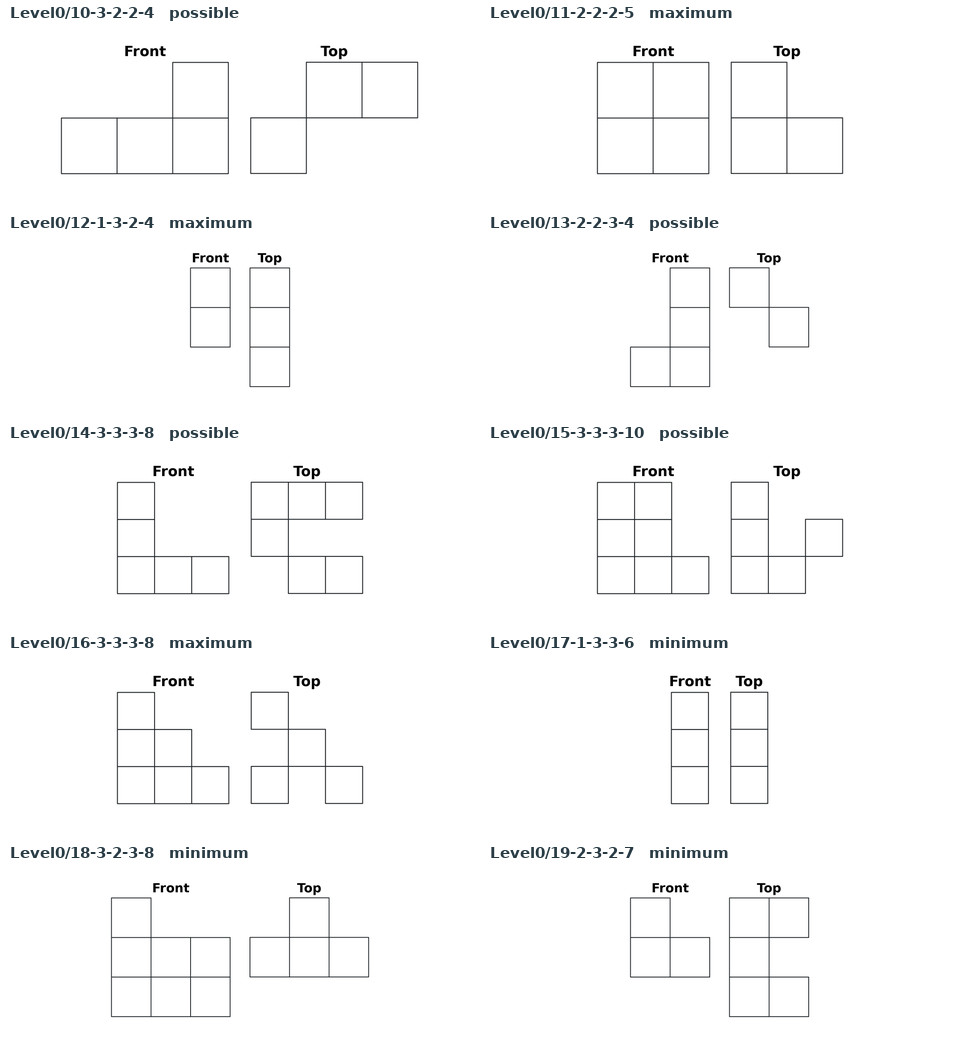 Level0/10-3-2-2-4 possible
Front Top
Level0/11-2-2-2-5 maximum
Front Top
Level0/12-1-3-2-4 maximum
Front Top
Level0/13-2-2-3-4 possible
Front Top
Level0/14-3-3-3-8 possible
Front Top
Level0/15-3-3-3-10 possible
Front Top
Level0/16-3-3-3-8 maximum
Front Top
Level0/17-1-3-3-6 minimum
Front Top
Level0/18-3-2-3-8 minimum
Front Top
Level0/19-2-3-2-7 minimum
Front Top